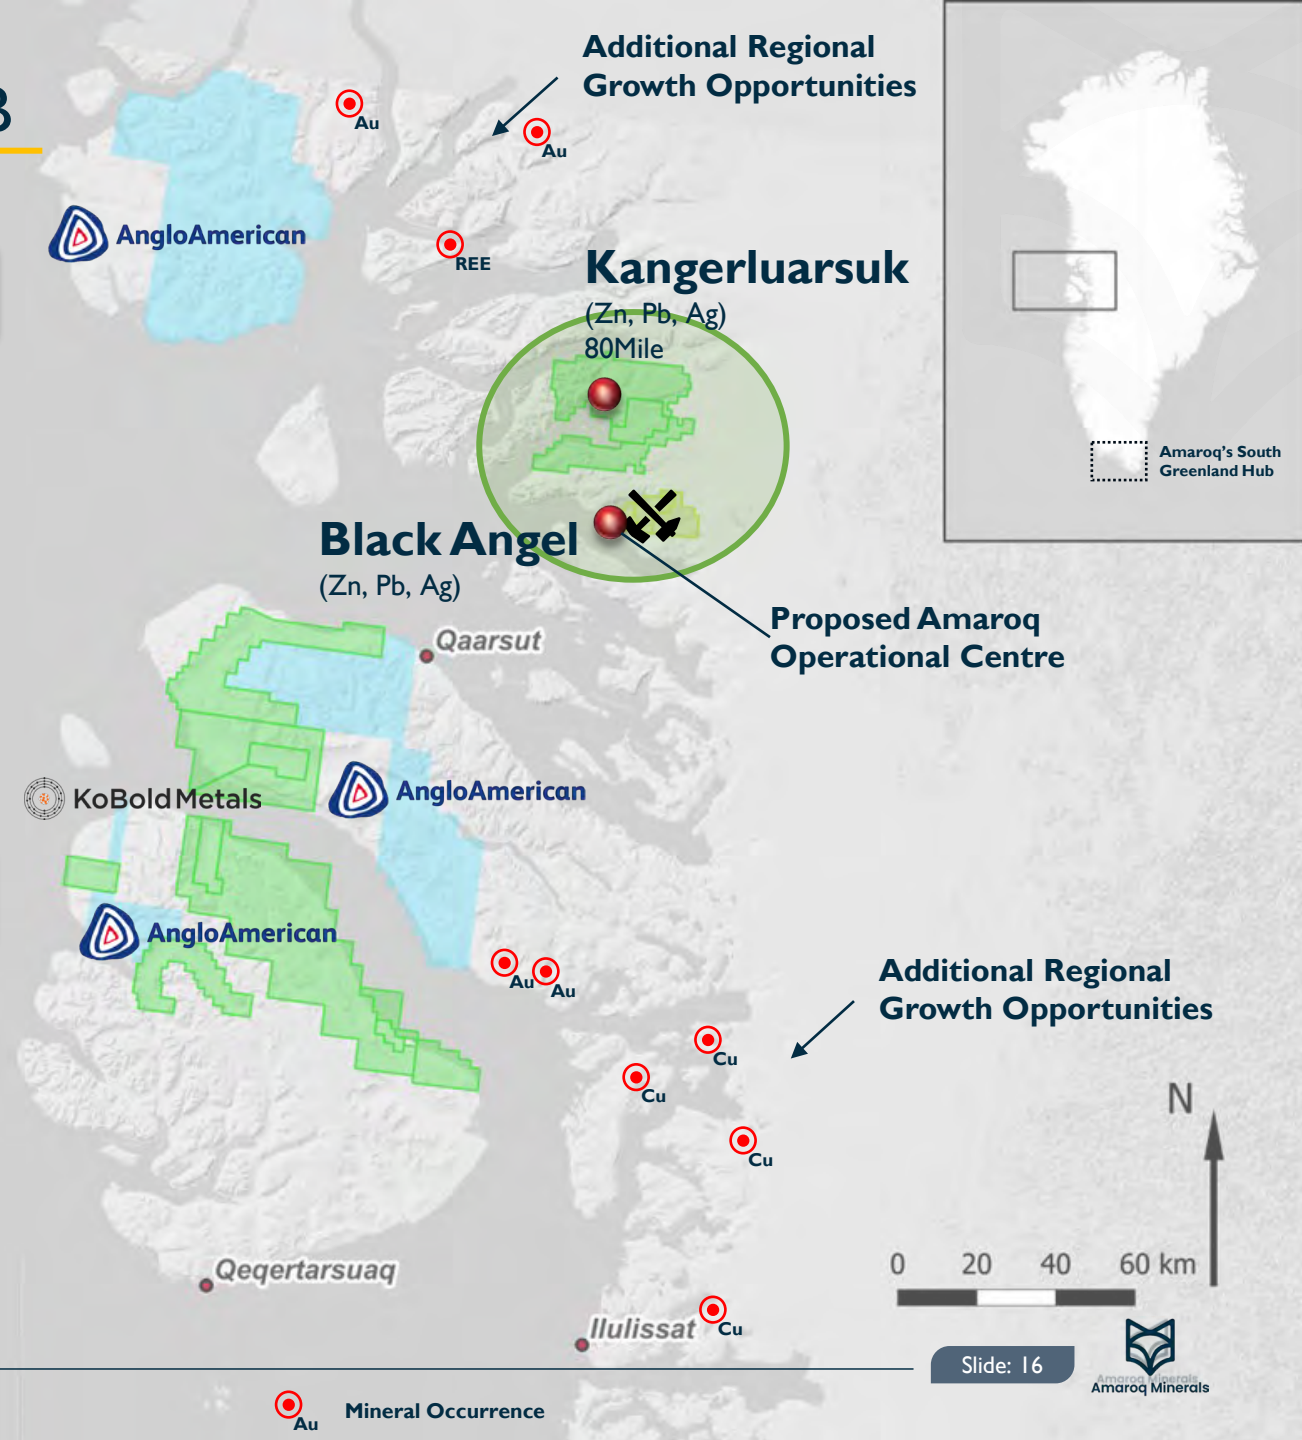 B
Additional Regional
Growth Opportunities
Au
Au
AngloAmerican
REE
Kangerluarsuk
(Zn, Pb, Ag)
80Mile
Amaroq's South
Greenland Hub
Black Angel
(Zn, Pb, Ag)
Proposed Amaroq
Operational Centre
Qaarsut
KoBold Metals
AngloAmerican
AngloAmerican
Au
Au
Additional Regional
Growth Opportunities
Cu
Cu
Cu
N
0 20 40 60 km
Qeqertarsuaq
Ilulissat
Cu
Slide: 16
Amaroq Minerals
Amaroq Minerals
Au
Mineral Occurrence